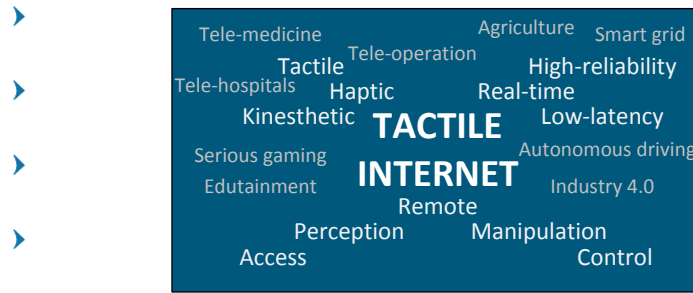 Tele-medicine Agriculture Smart grid
Tele-operation
Tactile High-reliability
Tele-hospitals Haptic Real-time
Kinesthetic TACTILE Low-latency
Serious gaming Autonomous driving
Edutainment INTERNET Industry 4.0
Remote
Perception Manipulation
Access Control